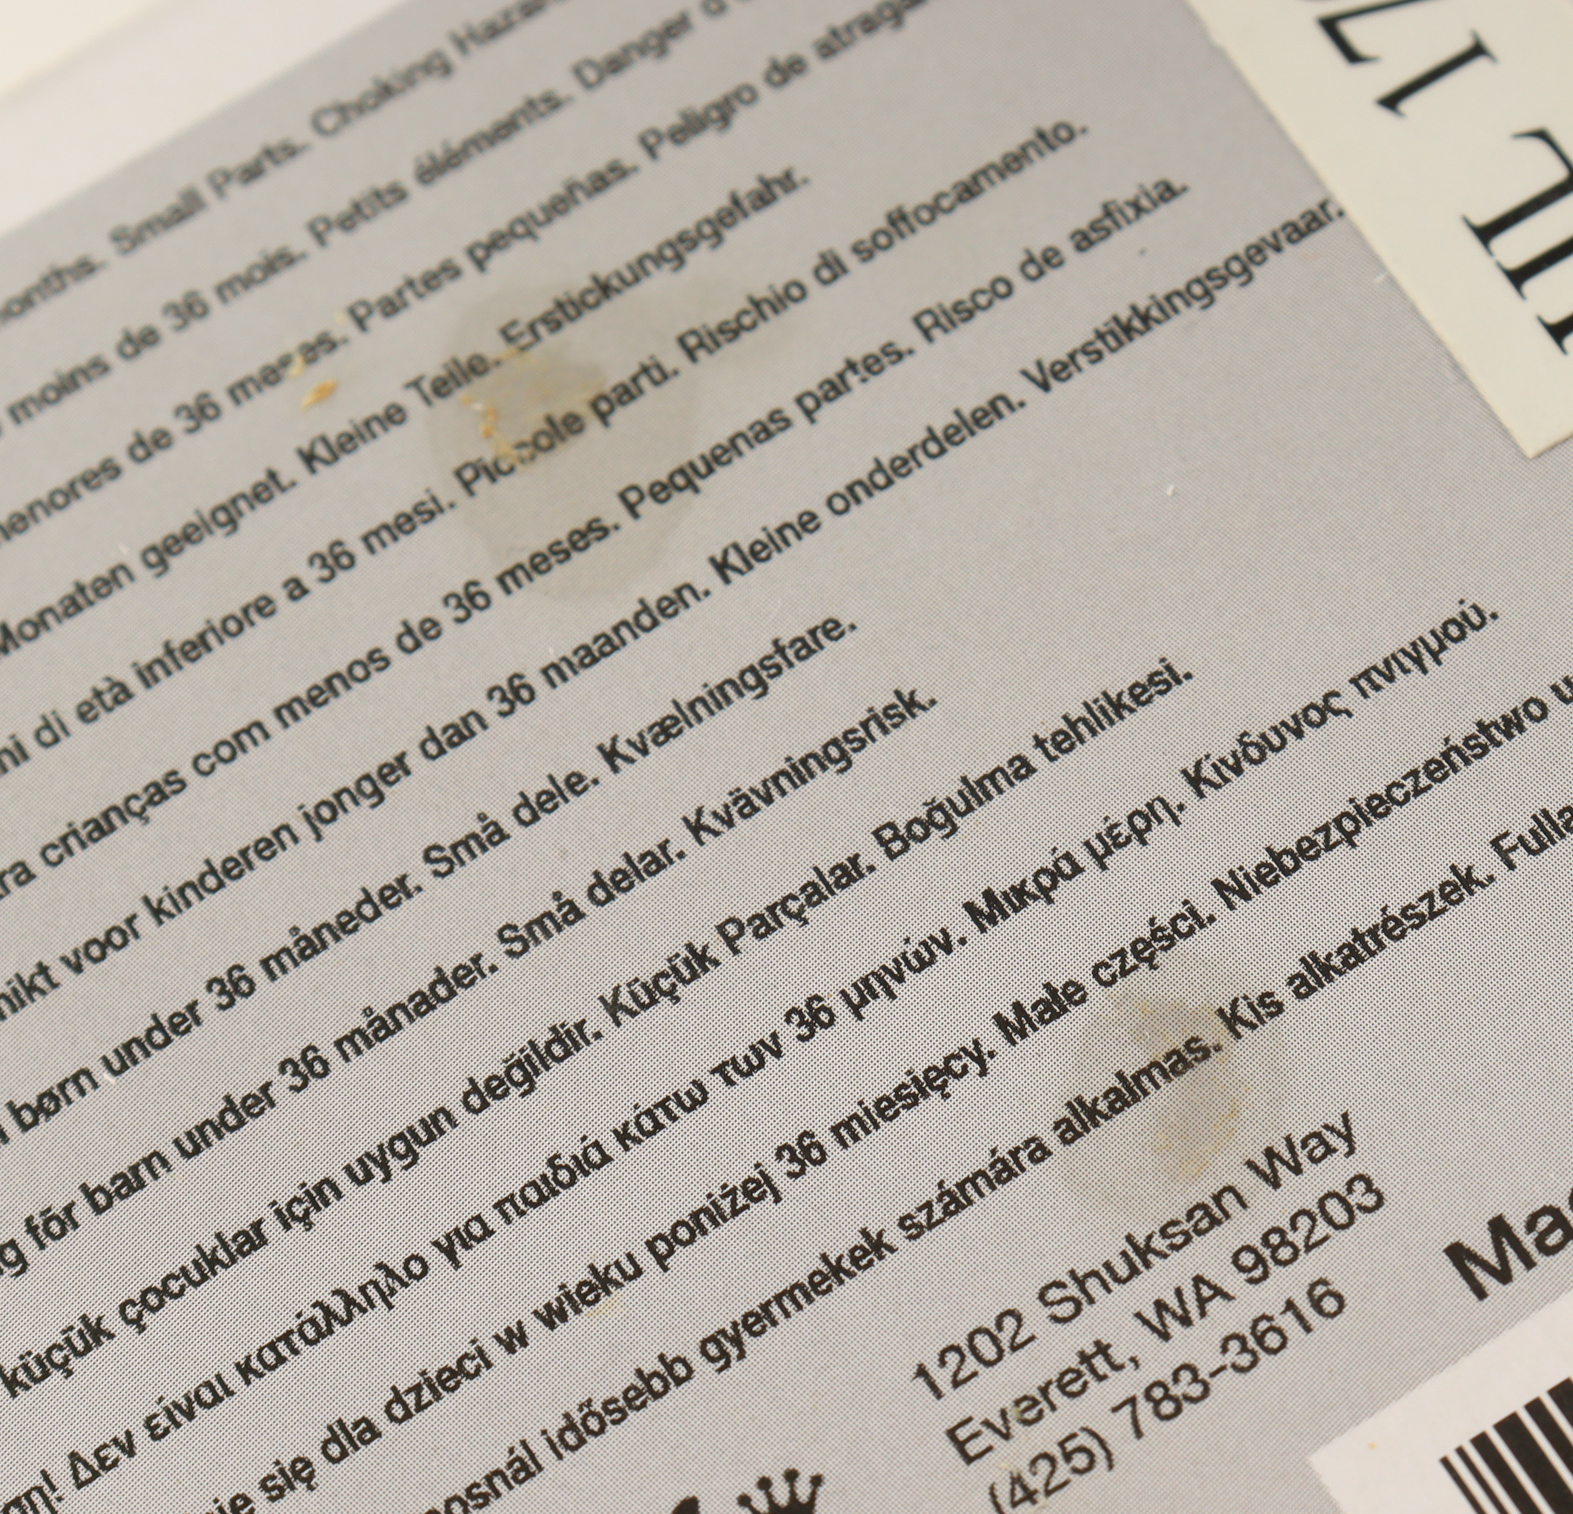 months. Small Parts. Choking Hazard
moins de 36 mois. Petits éléments. Danger
menores de 36 meses. Partes pequeñas. Peligro de
Monaten geeignet. Kleine Teile. Erstickungsgefahr.
di età inferiore a 36 mesi. Piccole parti. Rischio di soffocamento.
crianças com menos de 36 meses. Pequenas partes. Risco de asfixia.
voor kinderen jonger dan 36 maanden. Kleine onderdelen. Verstikkingsgevaar.
børn under 36 måneder. Små dele. Kvælningsfare.
för barn under 36 månader. Små delar. Kvävningsrisk.
küçük çocuklar için uygun değildir. Küçük Parçalar. Boğulma tehlikesi.
Δεν είναι κατάλληλο για παιδιά κάτω των 36 μηνών. Μικρά μέρη. Κίνδυνος πνιγμού.
się dla dzieci w wieku poniżej 36 miesięcy. Małe części. Niebezpieczeństwo
idősebb gyermekek számára alkalmas. Kis alkatrészek.
1202 Shuksan Way
Everett, WA 98203
(425) 783-3616